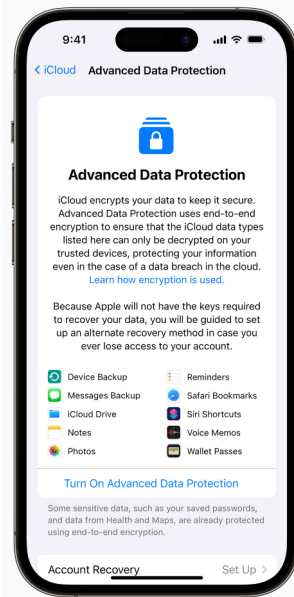 9:41
iCloud Advanced Data Protection
Advanced Data Protection
iCloud encrypts your data to keep it secure.
Advanced Data Protection uses end-to-end
encryption to ensure that the iCloud data types
listed here can only be decrypted on your
trusted devices, protecting your information
even in the case of a data breach in the cloud.
Learn how encryption is used.
Because Apple will not have the keys required
to recover your data, you will be guided to set
up an alternate recovery method in case you
ever lose access to your account.
Device Backup Reminders
Messages Backup Safari Bookmarks
iCloud Drive Siri Shortcuts
Notes Voice Memos
Photos Wallet Passes
Turn On Advanced Data Protection
Some sensitive data, such as your saved passwords,
and data from Health and Maps, are already protected
using end-to-end encryption.
Account Recovery Set Up